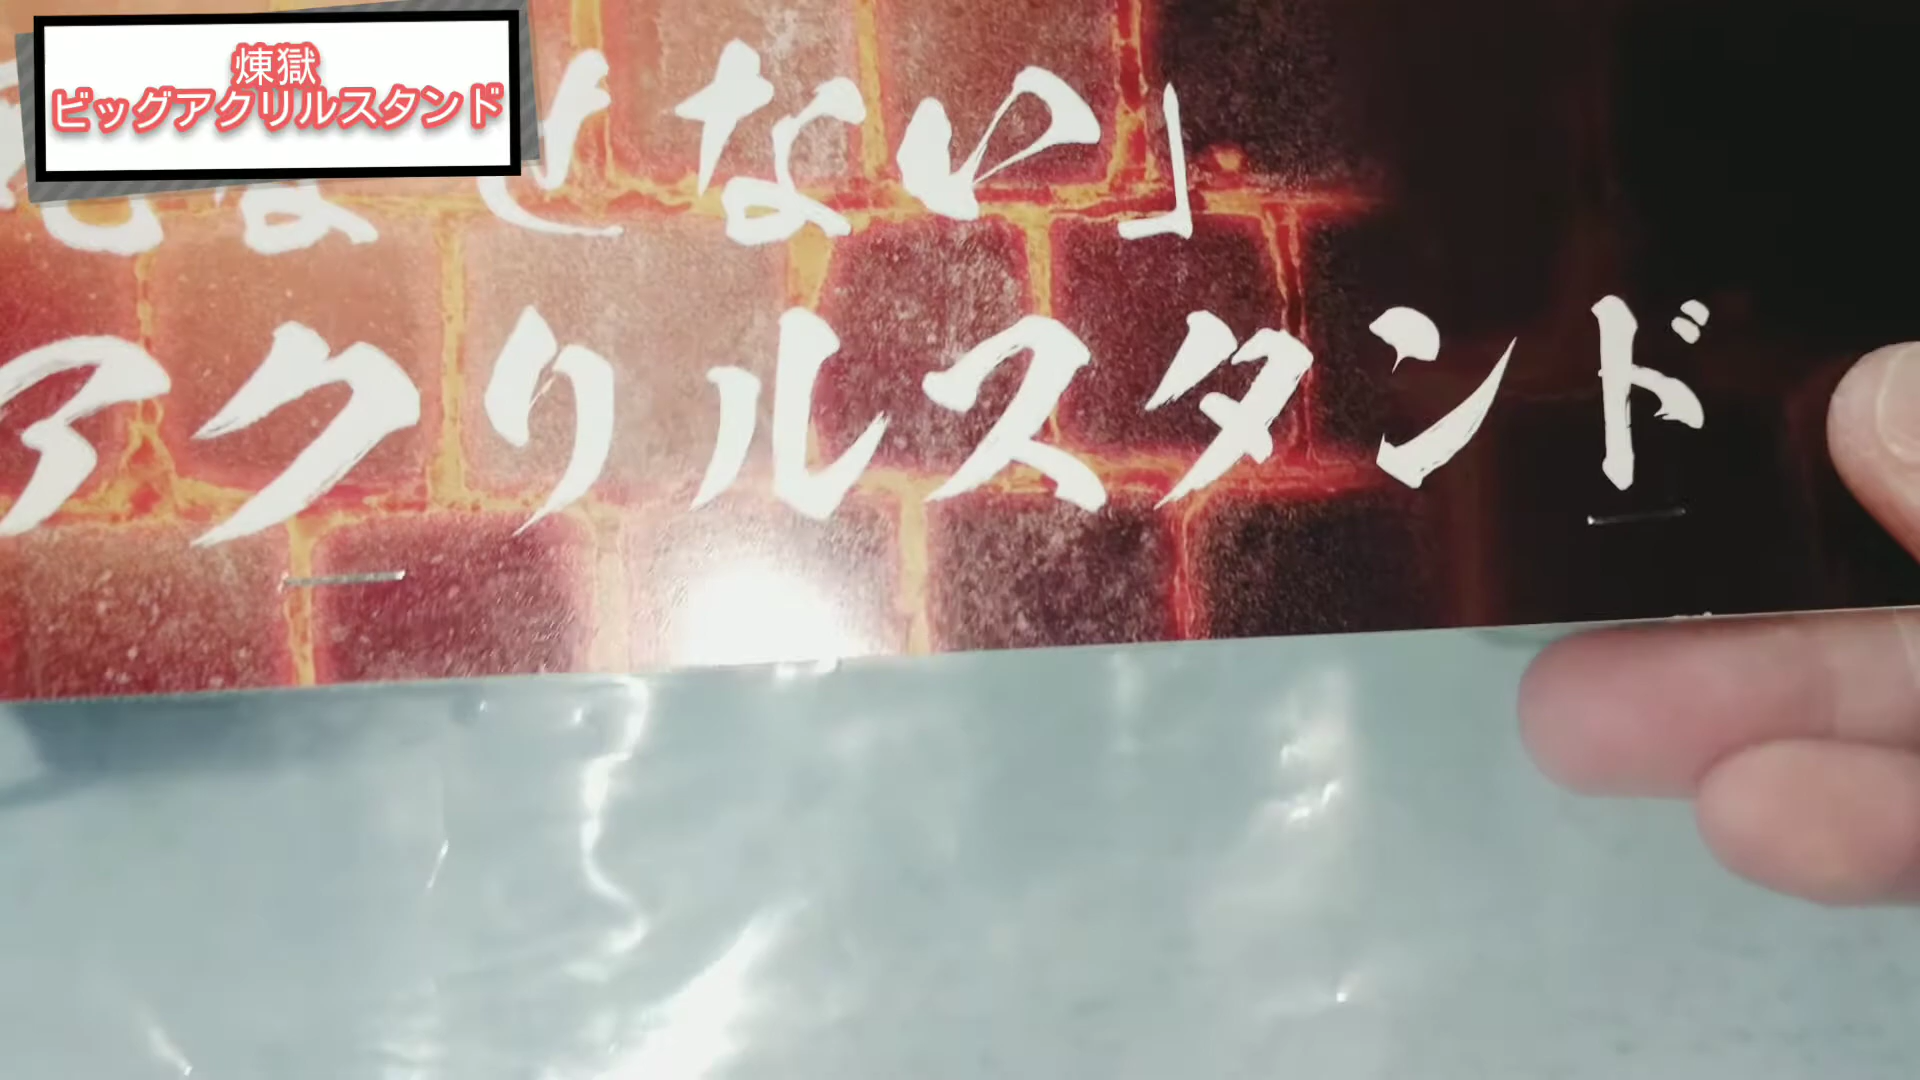 煉獄
ビッグアクリルスタンド
せない」
アクリルスタンド